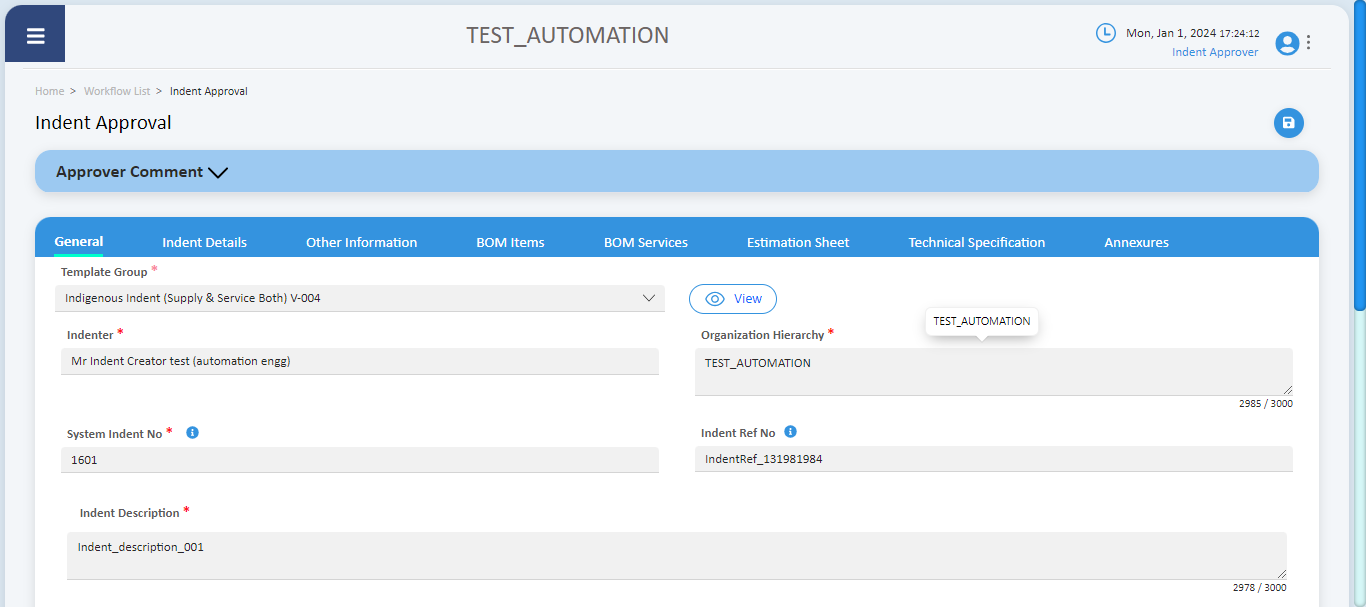 TEST_AUTOMATION
Mon, Jan 1, 2024 17:24:12
Indent Approver
Home > Workflow List > Indent Approval
Indent Approval
Approver Comment
General Indent Details Other Information BOM Items BOM Services Estimation Sheet Technical Specification Annexures
Template Group *
Indigenous Indent (Supply & Service Both) V-004
View
TEST_AUTOMATION
Indenter *
Organization Hierarchy *
Mr Indent Creator test (automation engg)
TEST_AUTOMATION
2985 / 3000
System Indent No *
Indent Ref No
1601
IndentRef_131981984
Indent Description *
Indent_description_001
2978 / 3000